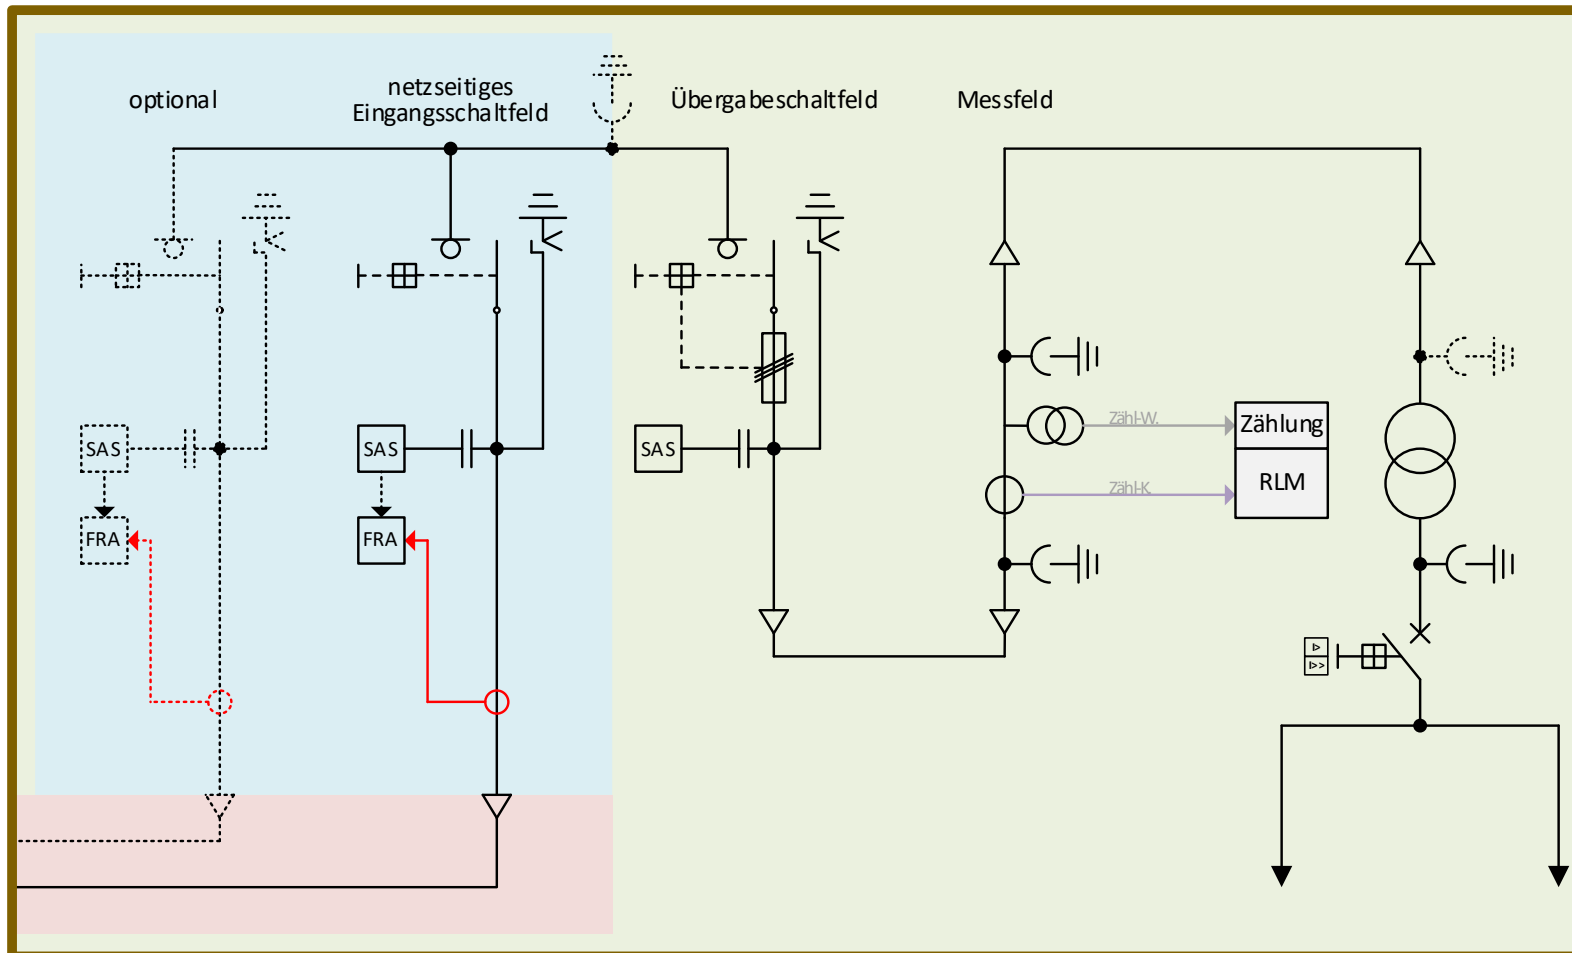 optional
netzseitiges
Eingangsschaltfeld
Übergabeschaltfeld
Messfeld
SAS
FRA
SAS
FRA
SAS
Zähl-W.
Zähl-K.
Zählung
RLM
I>
I>>